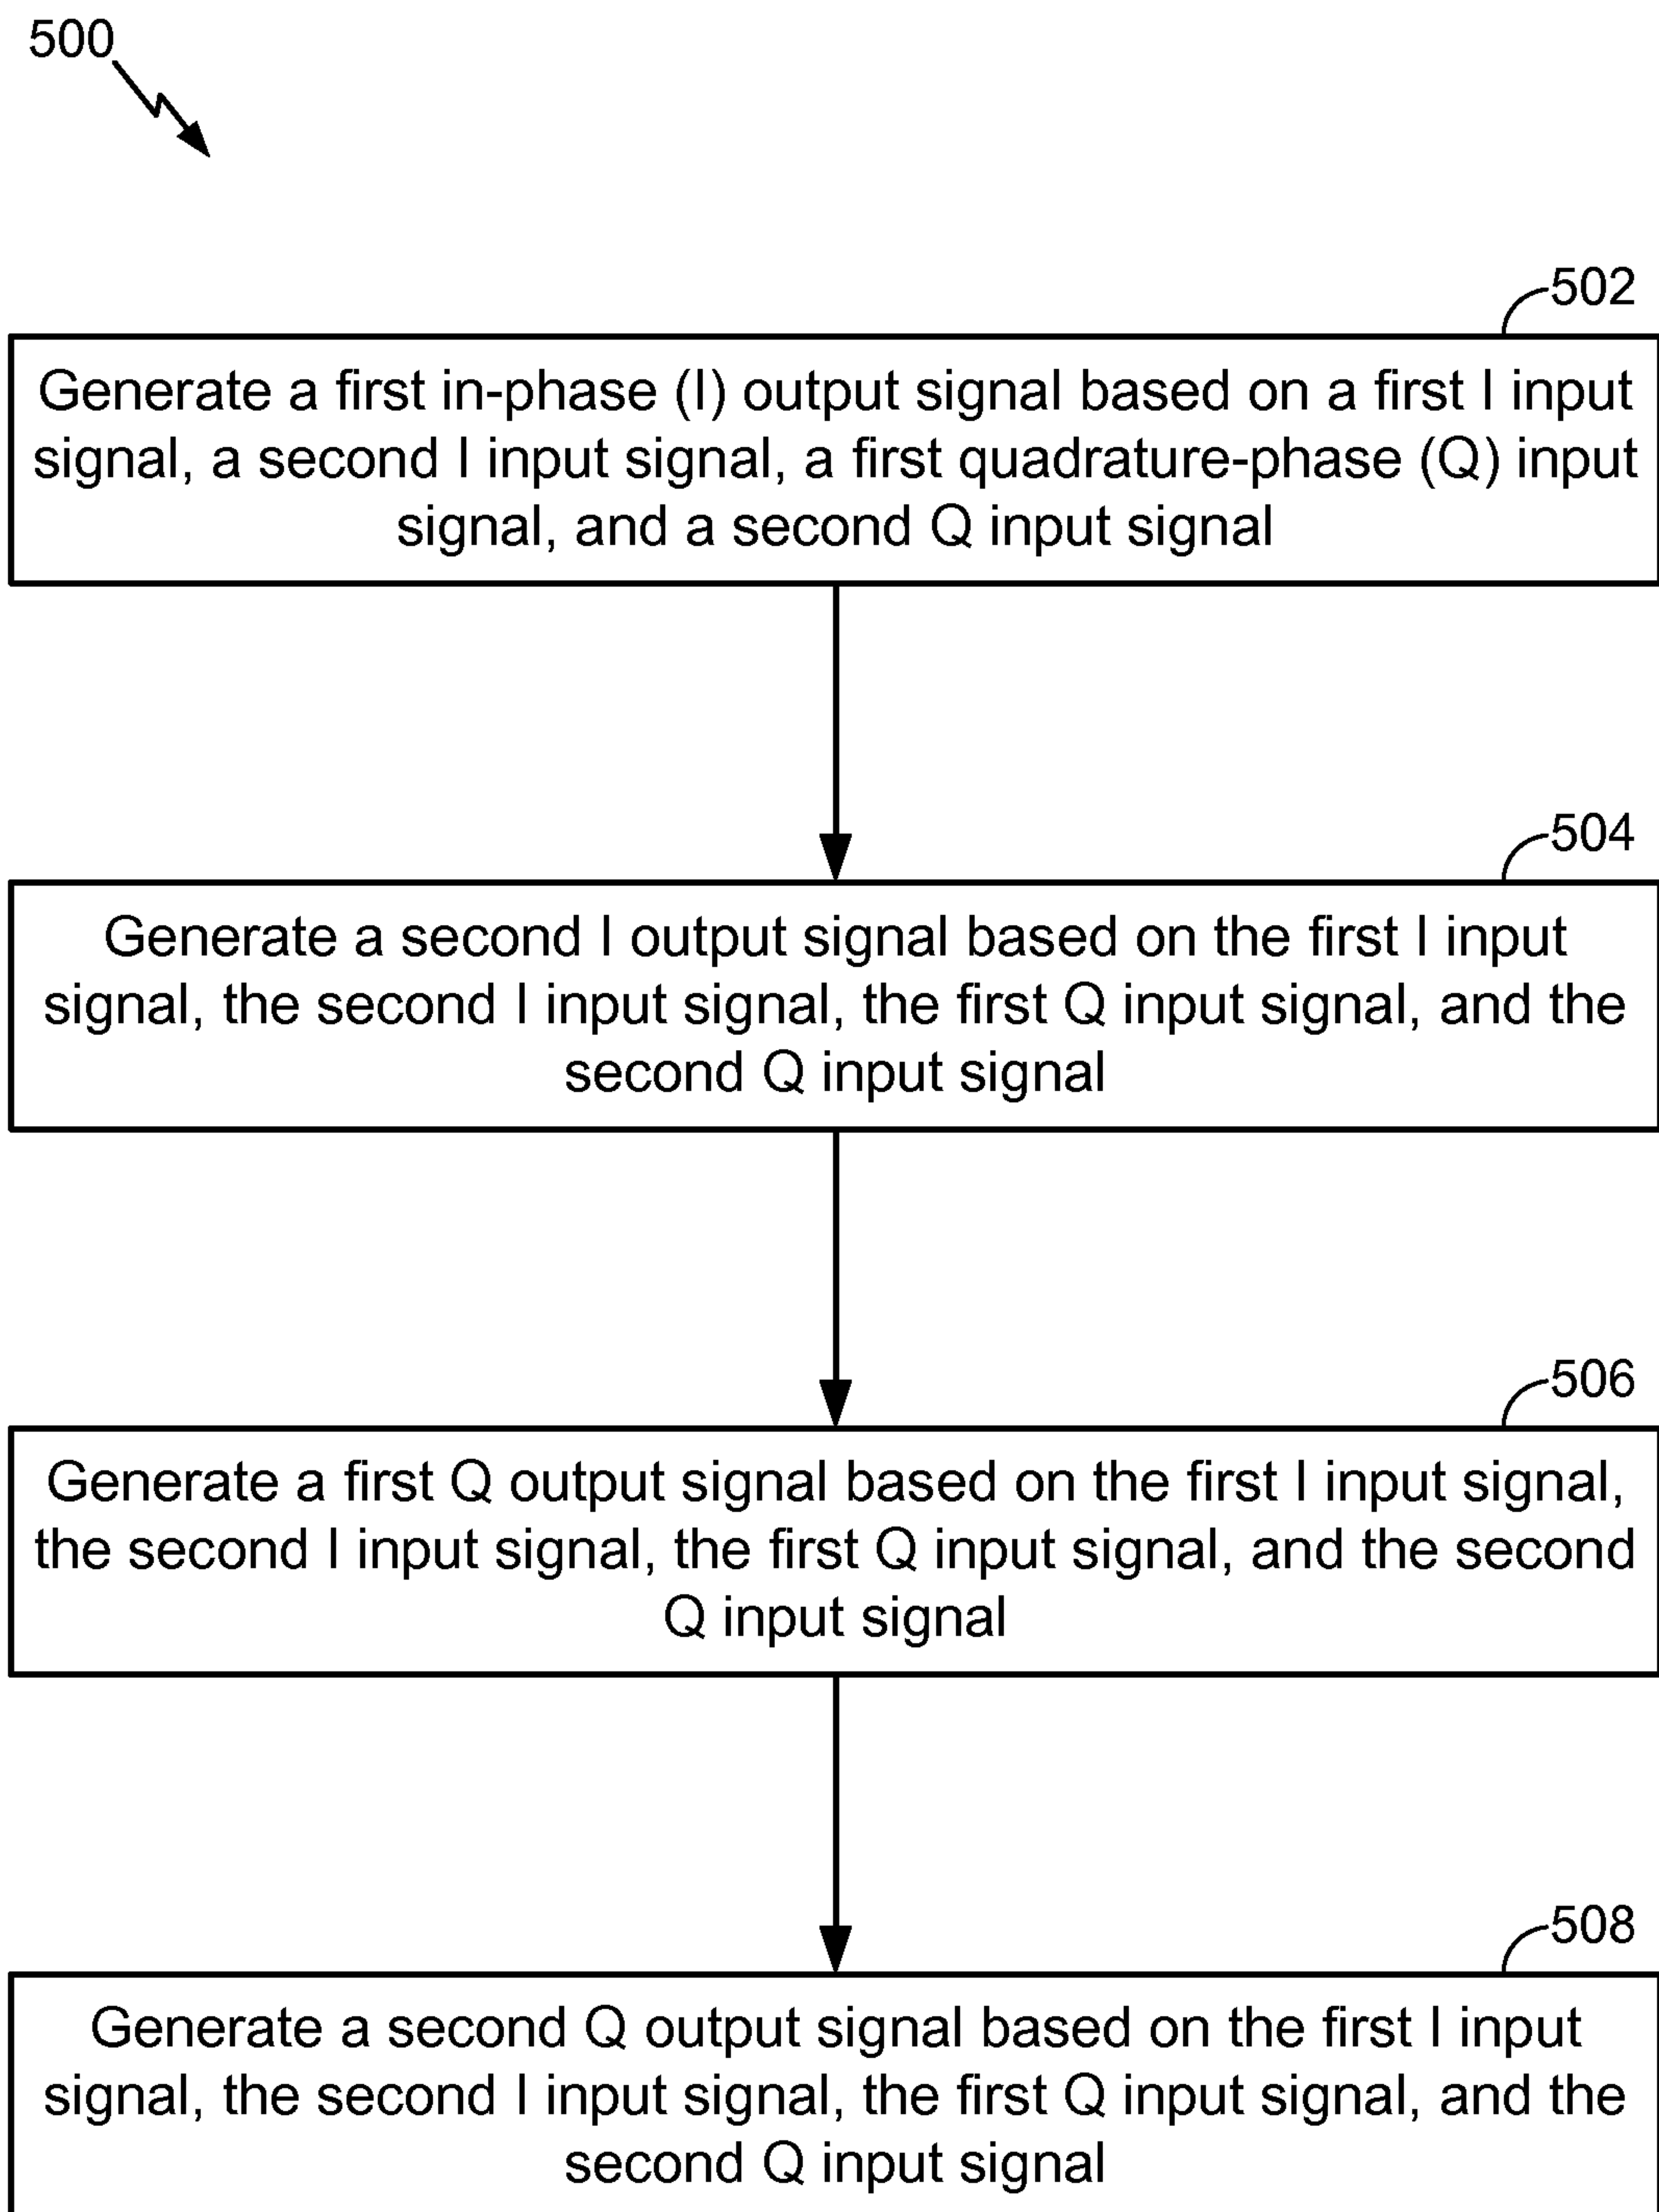 500
502
Generate a first in-phase (I) output signal based on a first I input
signal, a second I input signal, a first quadrature-phase (Q) input
signal, and a second Q input signal
504
Generate a second I output signal based on the first I input
signal, the second I input signal, the first Q input signal, and the
second Q input signal
506
Generate a first Q output signal based on the first I input signal,
the second I input signal, the first Q input signal, and the second
Q input signal
508
Generate a second Q output signal based on the first I input
signal, the second I input signal, the first Q input signal, and the
second Q input signal